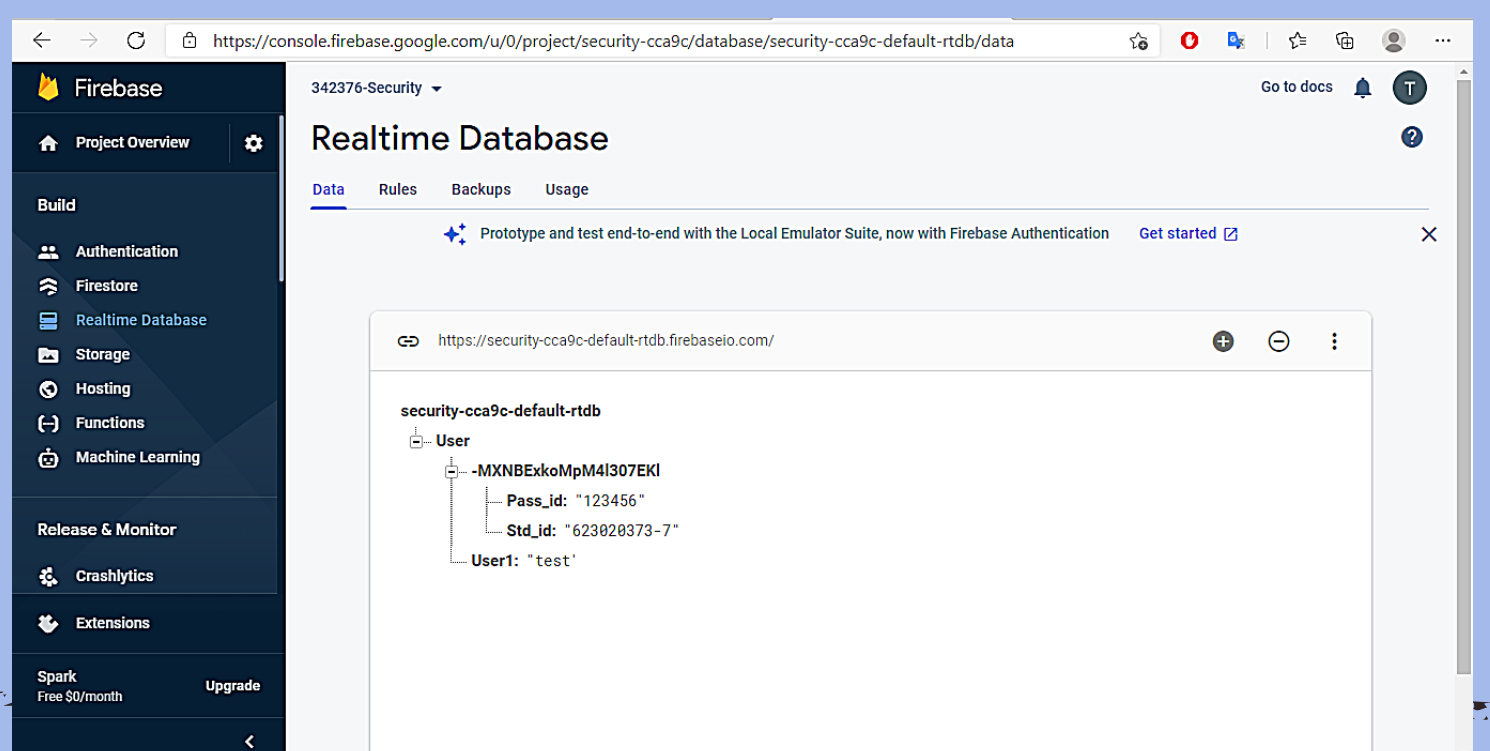 https://console.firebase.google.com/u/0/project/security-cca9c/database/security-cca9c-default-rtdb/data
Firebase
342376-Security
Go to docs
T
Project Overview
Realtime Database
Data Rules Backups Usage
Build
Prototype and test end-to-end with the Local Emulator Suite, now with Firebase Authentication Get started
Authentication
Firestore
Realtime Database
Storage
Hosting
Functions
Machine Learning
Release & Monitor
Crashlytics
Extensions
Spark
Free $0/month
Upgrade
https://security-cca9c-default-rtdb.firebaseio.com/
security-cca9c-default-rtdb
User
-MXNBExkoMpM4l307EKl
Pass_id: "123456"
Std_id: "623020373-7"
User1: "test'